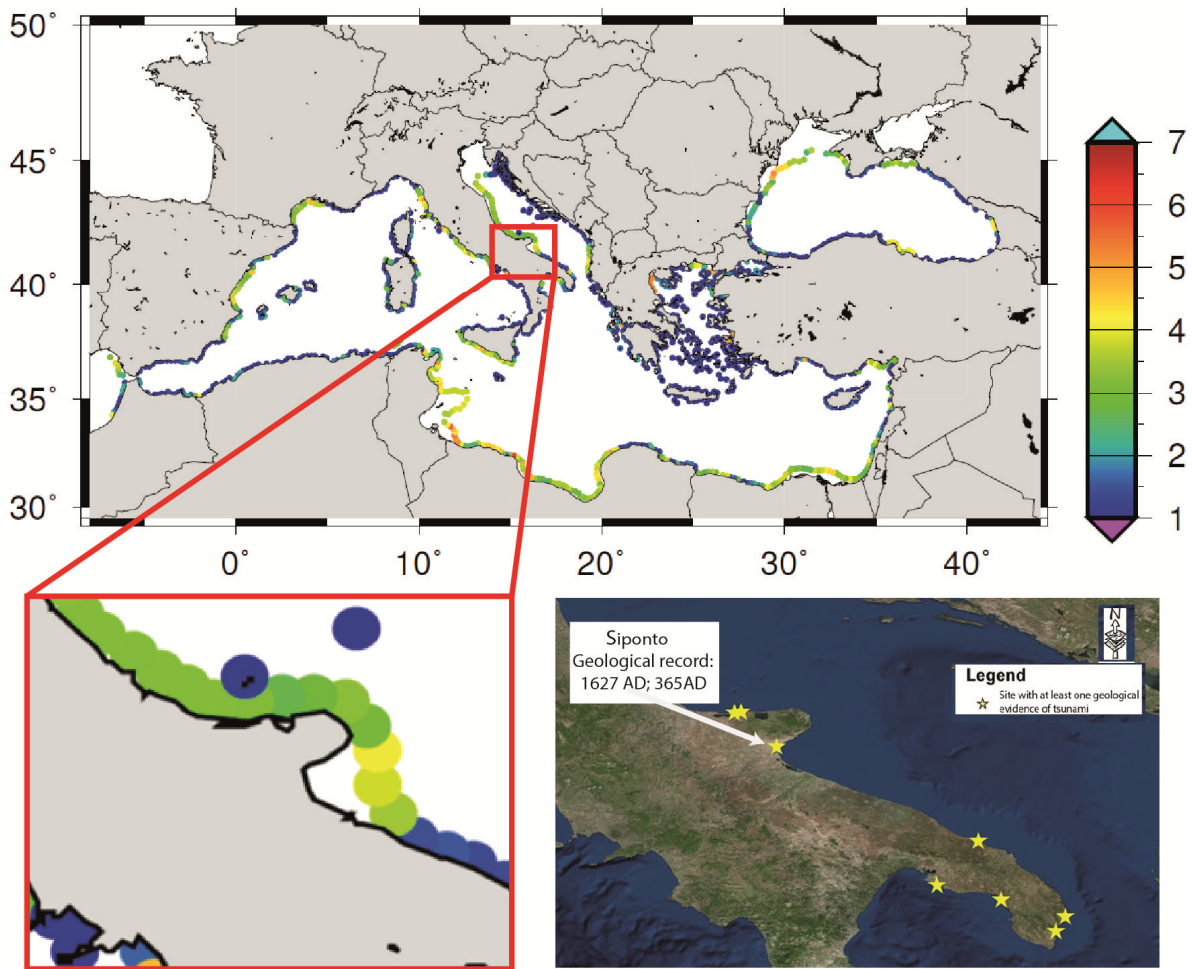 50°
45°
40°
35°
30°
0°
10°
20°
30°
40°
7
6
5
4
3
2
1
Siponto
Geological record:
1627 AD; 365AD
N
Legend
Site with at least one geological
evidence of tsunami